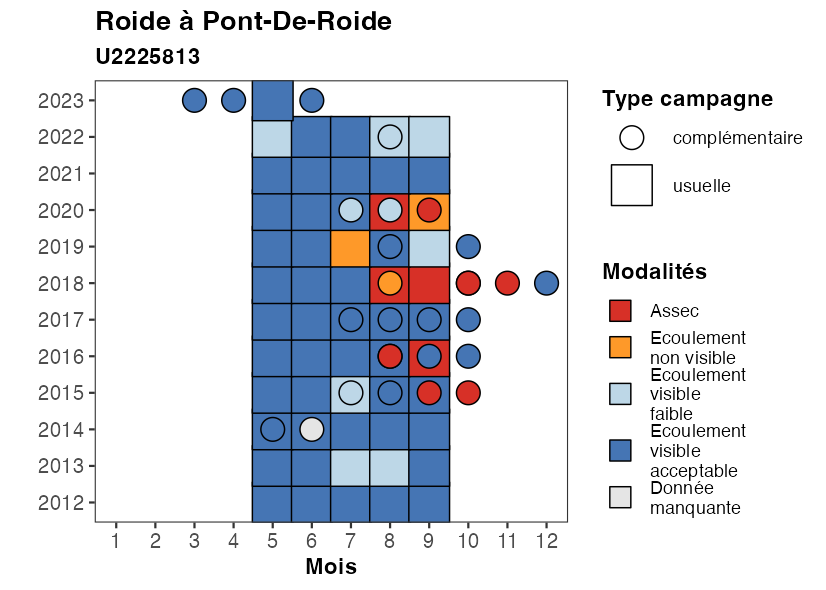 Roide à Pont-De-Roide
U2225813
2023
2022
2021
2020
2019
2018
2017
2016
2015
2014
2013
2012
1 2 3 4 5 6 7 8 9 10 11 12
Mois
Type campagne
complémentaire
usuelle
Modalités
Assec
Ecoulement
non visible
Ecoulement
visible
faible
Ecoulement
visible
acceptable
Donnée
manquante